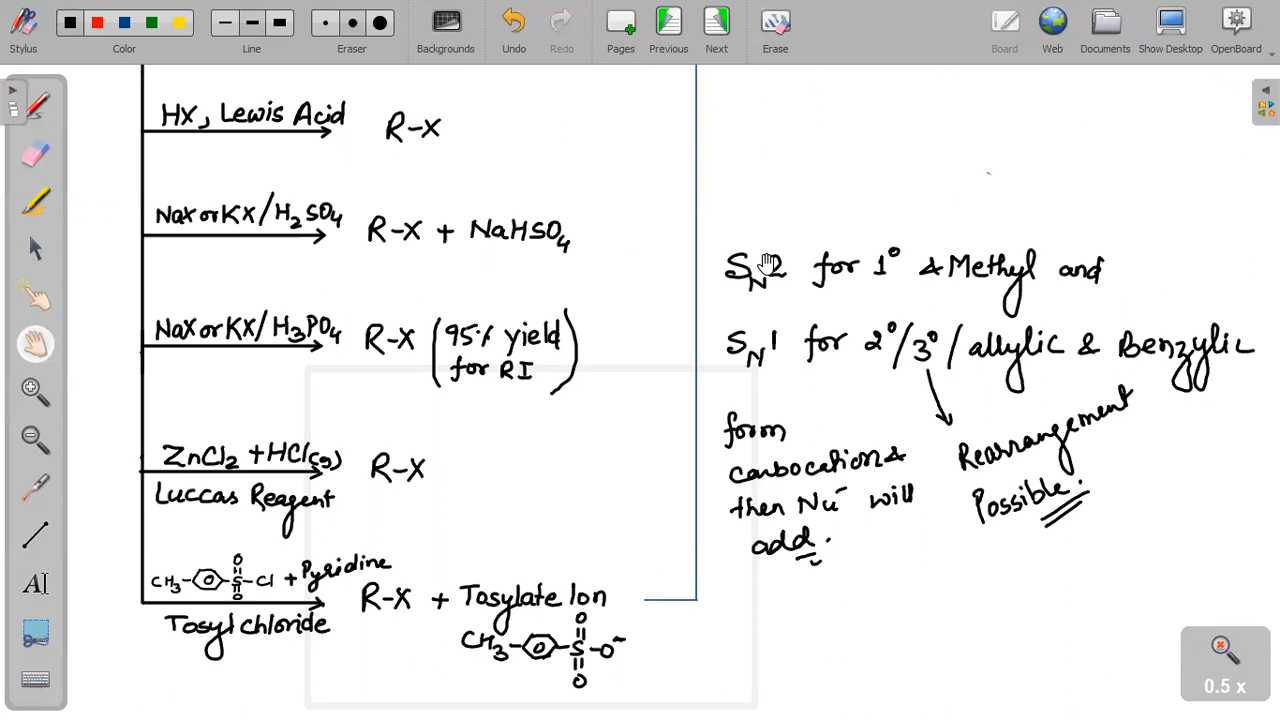 Stylus
Color
Line
Eraser
Backgrounds
Undo
Redo
Pages
Previous
Next
Erase
Board
Web
Documents
Show Desktop
OpenBoard
HX, Lewis Acid
R-X
NaX or KX/H2SO4
R-X + NaHSO4
SN2 for 1° & Methyl and
NaX or KX/H3PO4
R-X (95% yield
for RI)
SN1 for 2°/3°/allylic & Benzylic
form
carbocation &
then Nu- will
add.
Rearrangement
Possible.
ZnCl2 + HCl(g)
Luccas Reagent
R-X
CH3 S O O Cl + Pyridine
Tosyl chloride
R-X + Tosylate Ion
CH3 S O O O-
AI
0.5 x